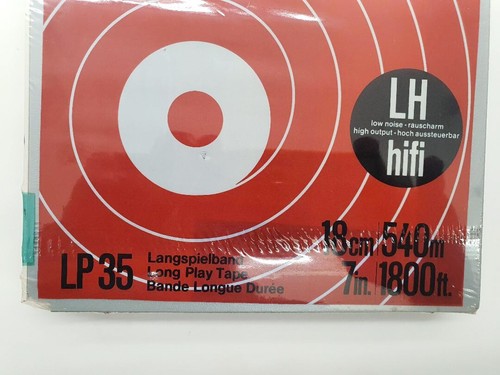 LH
low noise - rauscharm
high output - hoch aussteuerbar
hifi
18cm/540m
7in./1800ft.
LP 35
Langspielband
Long Play Tape
Bande Longue Durée